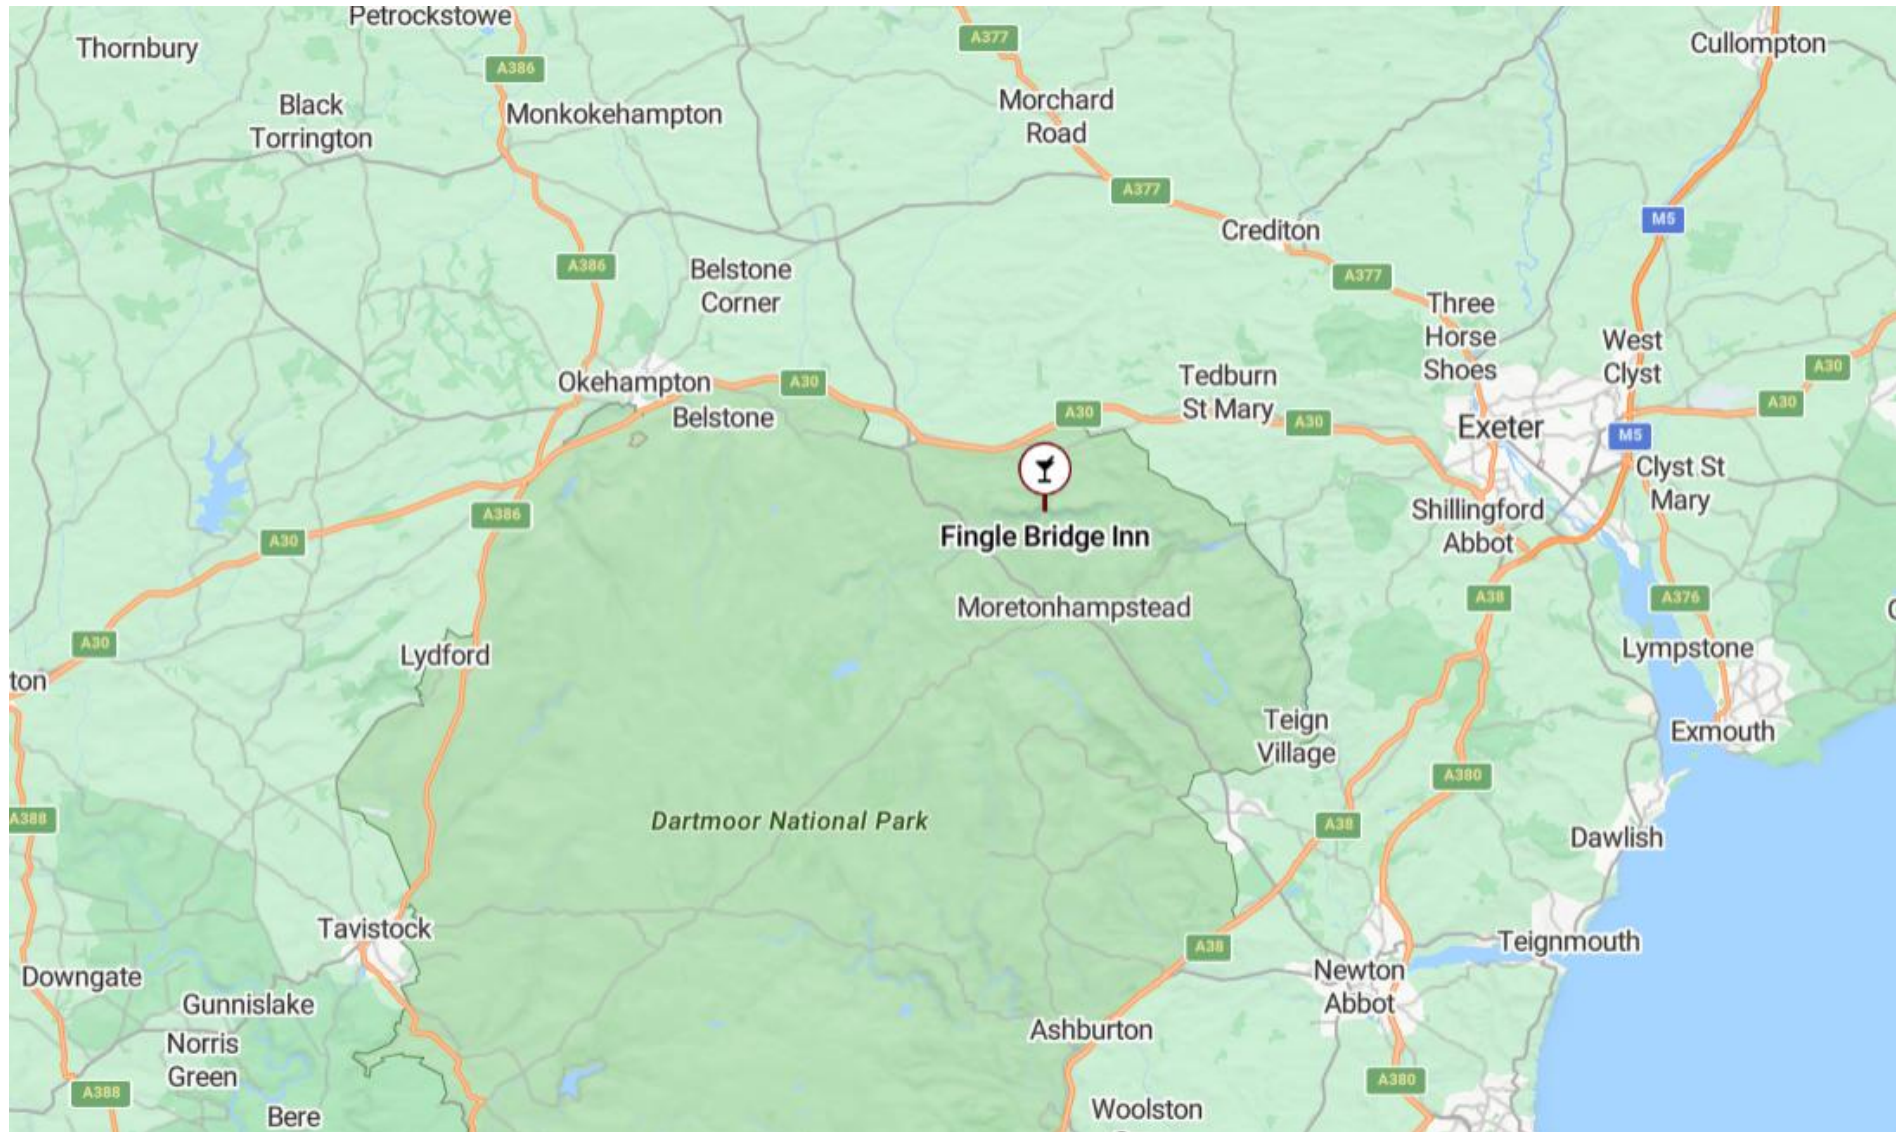 Petrockstowe
Thornbury
A377
Cullompton
A386
Black
Torrington
Monkokehampton
Morchard
Road
A377
M5
Crediton
A386
Belstone
Corner
A377
Three
Horse
Shoes
West
Clyst
A30
Okehampton
A30
Tedburn
St Mary
A30
Belstone
A30
A30
Exeter
M5
Clyst St
Mary
A386
Shillingford
Abbot
Fingle Bridge Inn
A30
Moretonhampstead
A38
A376
A30
Lydford
Lympstone
ton
Teign
Village
Exmouth
A380
A388
Dartmoor National Park
A38
Dawlish
Tavistock
A38
Teignmouth
Downgate
Newton
Abbot
Gunnislake
Ashburton
Norris
Green
A380
A388
Bere
Woolston